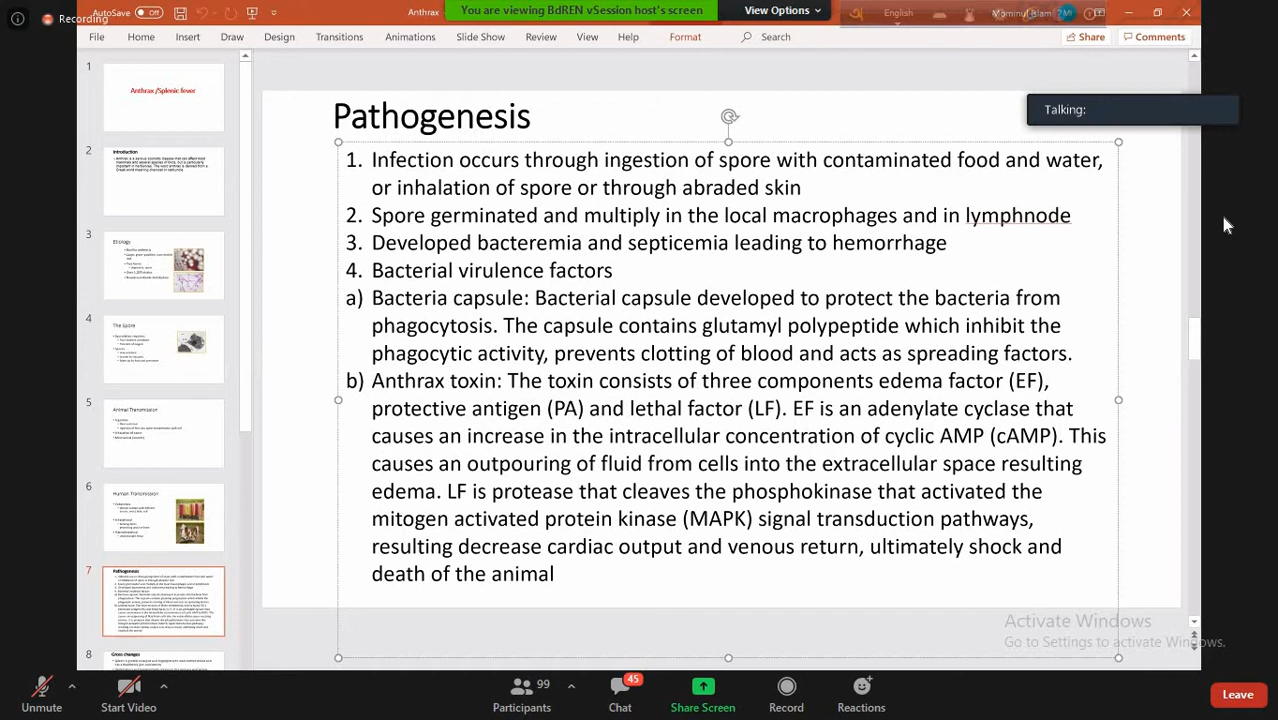 Recording
AutoSave Off
Anthrax
You are viewing BdREN vSession host's screen
View Options
English
Mominul Islam
File Home Insert Draw Design Transitions Animations Slide Show Review View Help Format Search Share Comments
Talking:
1
Anthrax /Splenic fever
2
Introduction
3
Etiology
4
The Spore
5
Animal Transmission
6
Human Transmission
7
Pathogenesis
8
Gross changes
Pathogenesis
1. Infection occurs through ingestion of spore with contaminated food and water,
or inhalation of spore or through abraded skin
2. Spore germinated and multiply in the local macrophages and in lymphnode
3. Developed bacteremia and septicemia leading to hemorrhage
4. Bacterial virulence factors
a) Bacteria capsule: Bacterial capsule developed to protect the bacteria from
phagocytosis. The capsule contains glutamyl polypeptide which inhibit the
phagocytic activity, prevents clotting of blood and acts as spreading factors.
b) Anthrax toxin: The toxin consists of three components edema factor (EF),
protective antigen (PA) and lethal factor (LF). EF is an adenylate cyclase that
causes an increase in the intracellular concentration of cyclic AMP (cAMP). This
causes an outpouring of fluid from cells into the extracellular space resulting
edema. LF is protease that cleaves the phosphokinase that activated the
mitogen activated protein kinase (MAPK) signal transduction pathways,
resulting decrease cardiac output and venous return, ultimately shock and
death of the animal
Activate Windows
Go to Settings to activate Windows.
Unmute
Start Video
99
Participants
45
Chat
Share Screen
Record
Reactions
Leave